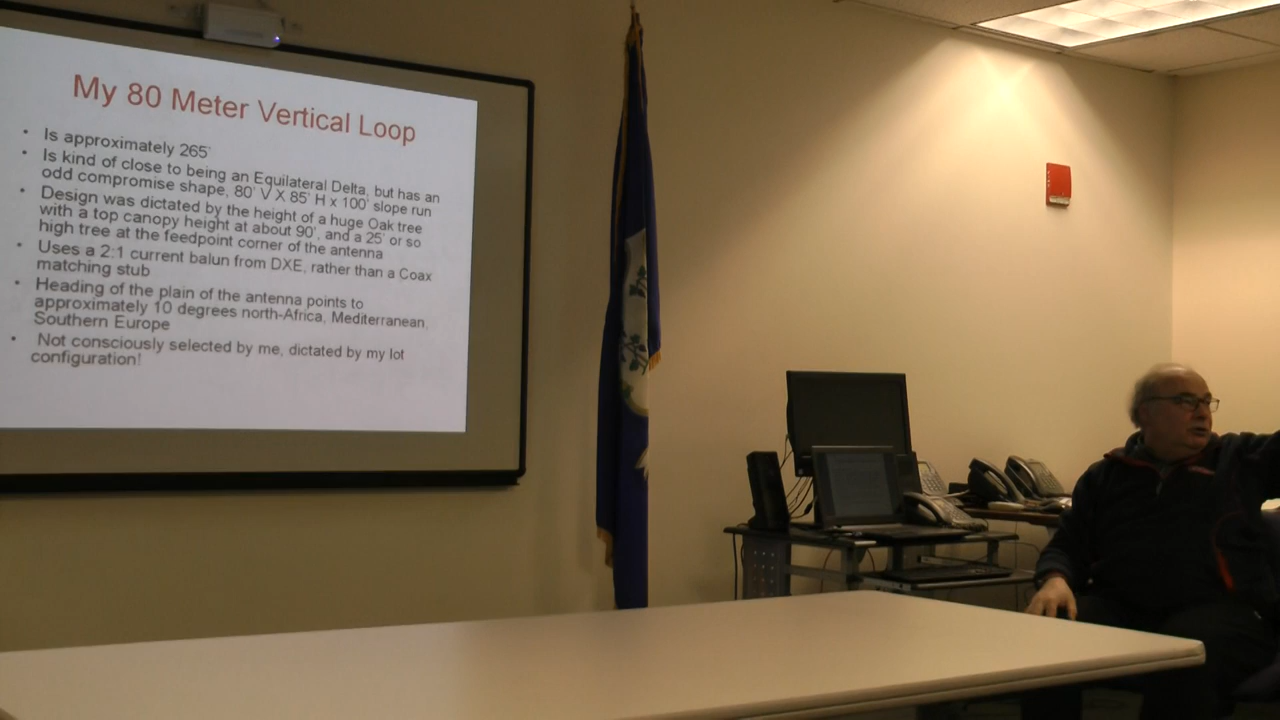 My 80 Meter Vertical Loop
• Is approximately 265'
• Is kind of close to being an Equilateral Delta, but has an
odd compromise shape, 80' V X 85' H x 100' slope run
• Design was dictated by the height of a huge Oak tree
with a top canopy height at about 90', and a 25' or so
high tree at the feedpoint corner of the antenna
• Uses a 2:1 current balun from DXE, rather than a Coax
matching stub
• Heading of the plain of the antenna points to
approximately 10 degrees north-Africa, Mediterranean,
Southern Europe
• Not consciously selected by me, dictated by my lot
configuration!